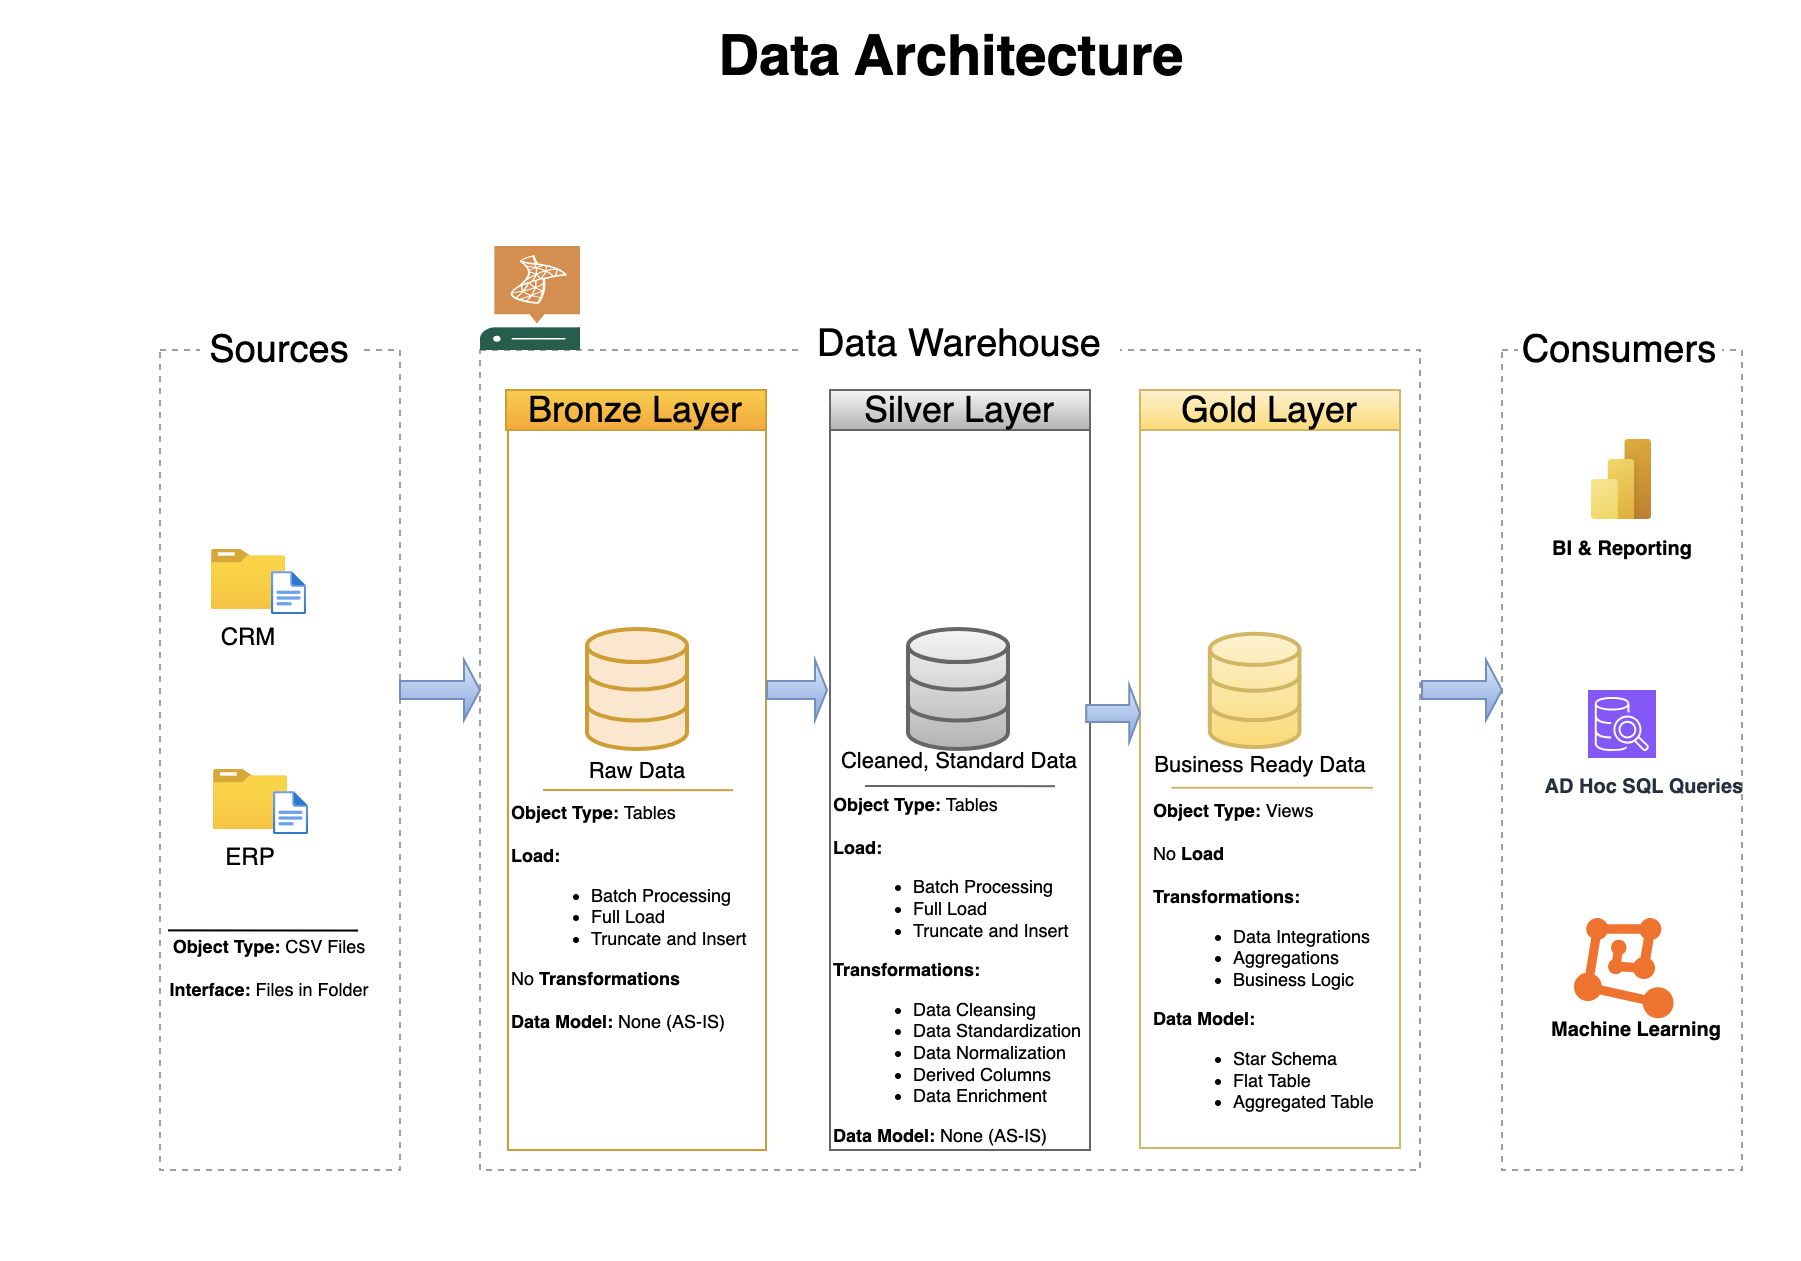 Data Architecture
Sources
CRM
ERP
Object Type: CSV Files
Interface: Files in Folder
Data Warehouse
Bronze Layer
Raw Data
Object Type: Tables
Load:
• Batch Processing
• Full Load
• Truncate and Insert
No Transformations
Data Model: None (AS-IS)
Silver Layer
Cleaned, Standard Data
Object Type: Tables
Load:
• Batch Processing
• Full Load
• Truncate and Insert
Transformations:
• Data Cleansing
• Data Standardization
• Data Normalization
• Derived Columns
• Data Enrichment
Data Model: None (AS-IS)
Gold Layer
Business Ready Data
Object Type: Views
No Load
Transformations:
• Data Integrations
• Aggregations
• Business Logic
Data Model:
• Star Schema
• Flat Table
• Aggregated Table
Consumers
BI & Reporting
AD Hoc SQL Queries
Machine Learning